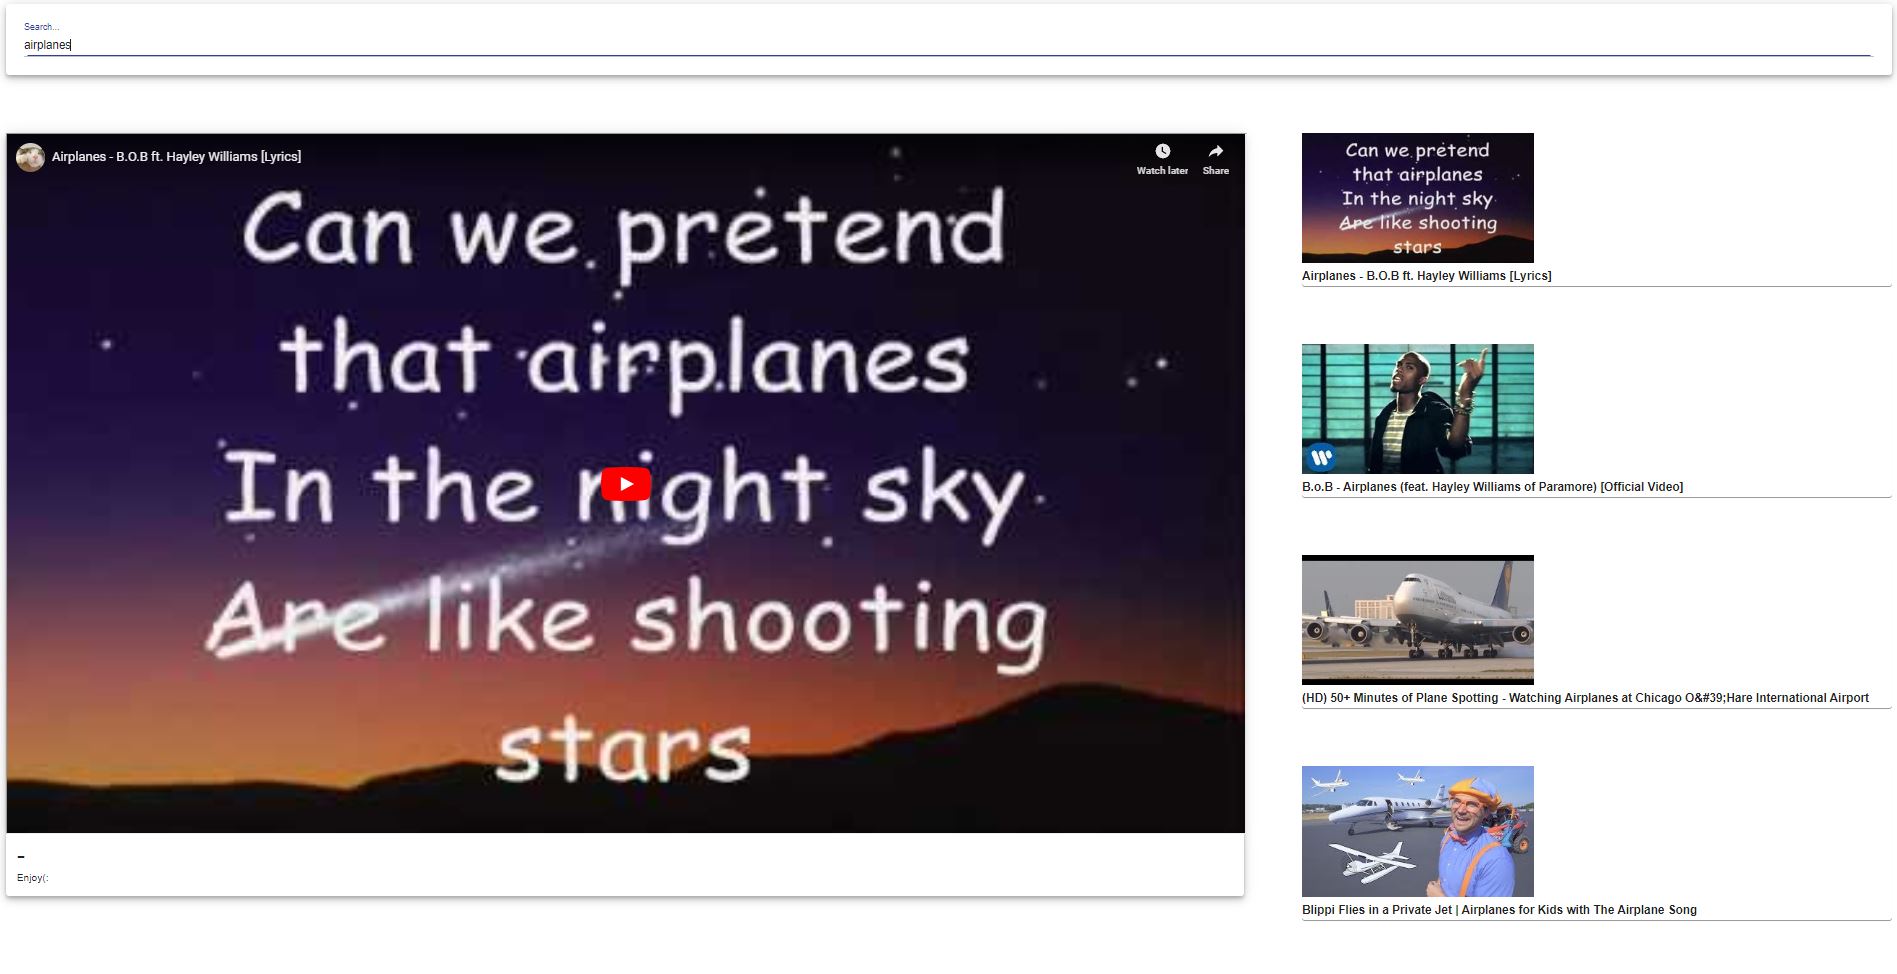 Search...
airplanes
Airplanes - B.O.B ft. Hayley Williams [Lyrics]
Watch later
Share
Can we pretend
that airplanes
In the night sky
Are like shooting
stars
-
Enjoy(:
Can we pretend
that airplanes
In the night sky
Are like shooting
stars
Airplanes - B.O.B ft. Hayley Williams [Lyrics]
B.o.B - Airplanes (feat. Hayley Williams of Paramore) [Official Video]
(HD) 50+ Minutes of Plane Spotting - Watching Airplanes at Chicago O&#39;Hare International Airport
Blippi Flies in a Private Jet | Airplanes for Kids with The Airplane Song